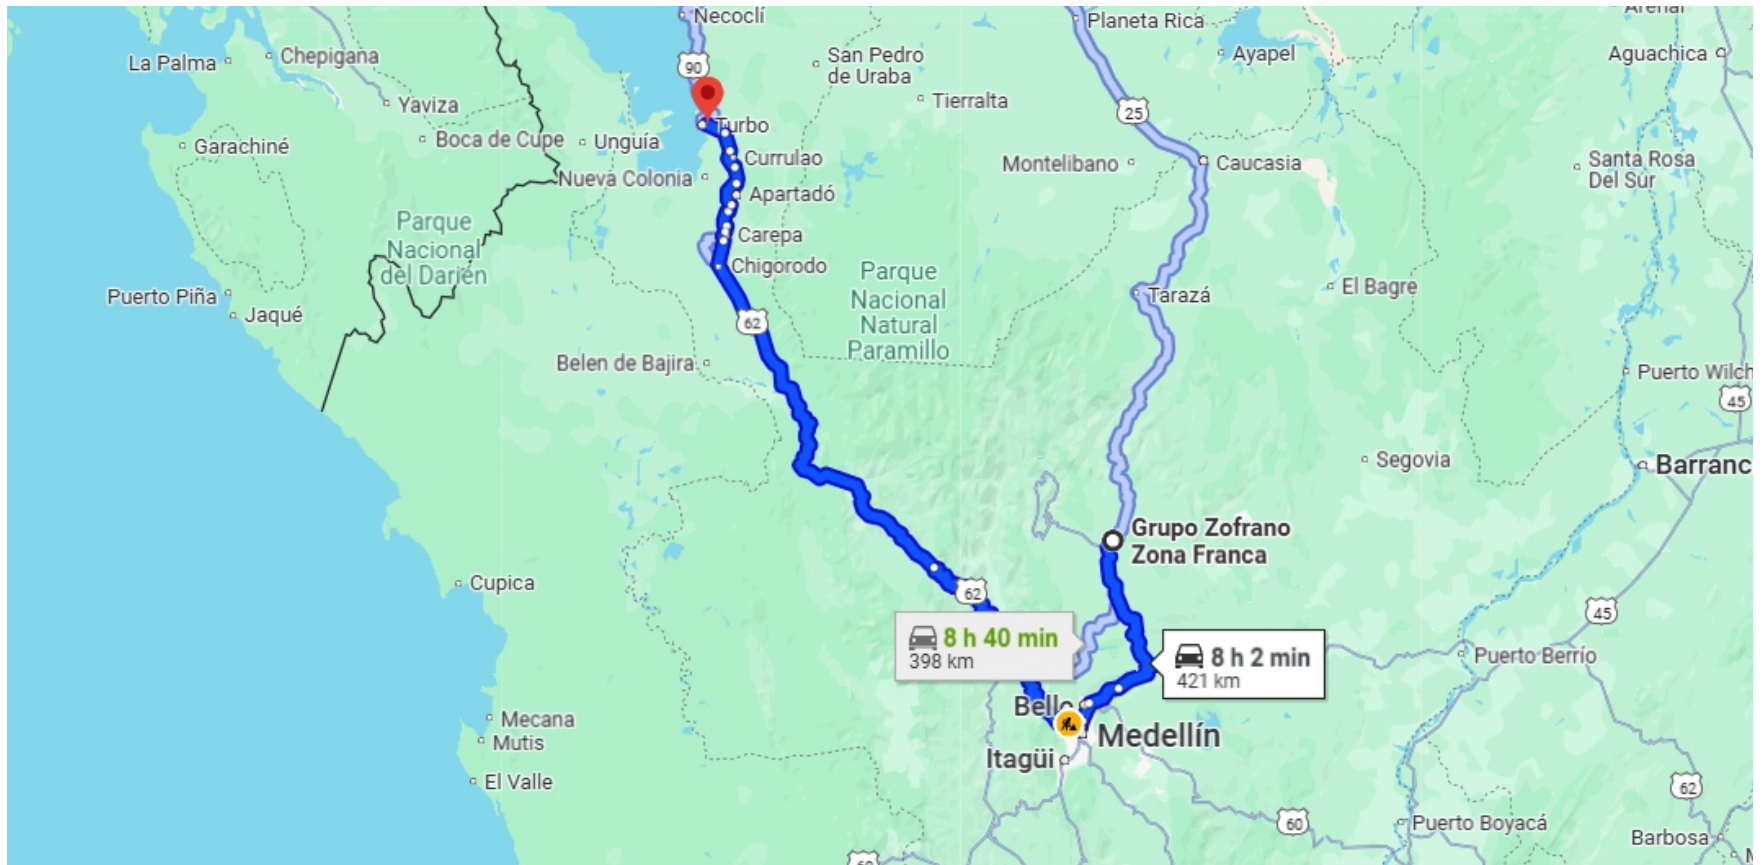 Necoclí
Planeta Rica
Arenal
90
La Palma
Chepigana
San Pedro
de Uraba
Ayapel
Aguachica
Yaviza
Tierralta
25
Turbo
Garachiné
Boca de Cupe
Unguía
Currulao
Montelibano
Caucasia
Santa Rosa
Del Sur
Nueva Colonia
Apartadó
Parque
Nacional
del Darién
Carepa
Chigorodo
Parque
Nacional
Natural
Paramillo
Puerto Piña
Jaqué
Tarazá
El Bagre
62
Belen de Bajira
Puerto Wilch
45
Segovia
Barranc
Grupo Zofrano
Zona Franca
Cupica
62
45
8 h 40 min
398 km
8 h 2 min
421 km
Puerto Berrío
Bello
Mecana
Mutis
Medellín
Itagüi
El Valle
62
60
Puerto Boyacá
Barbosa